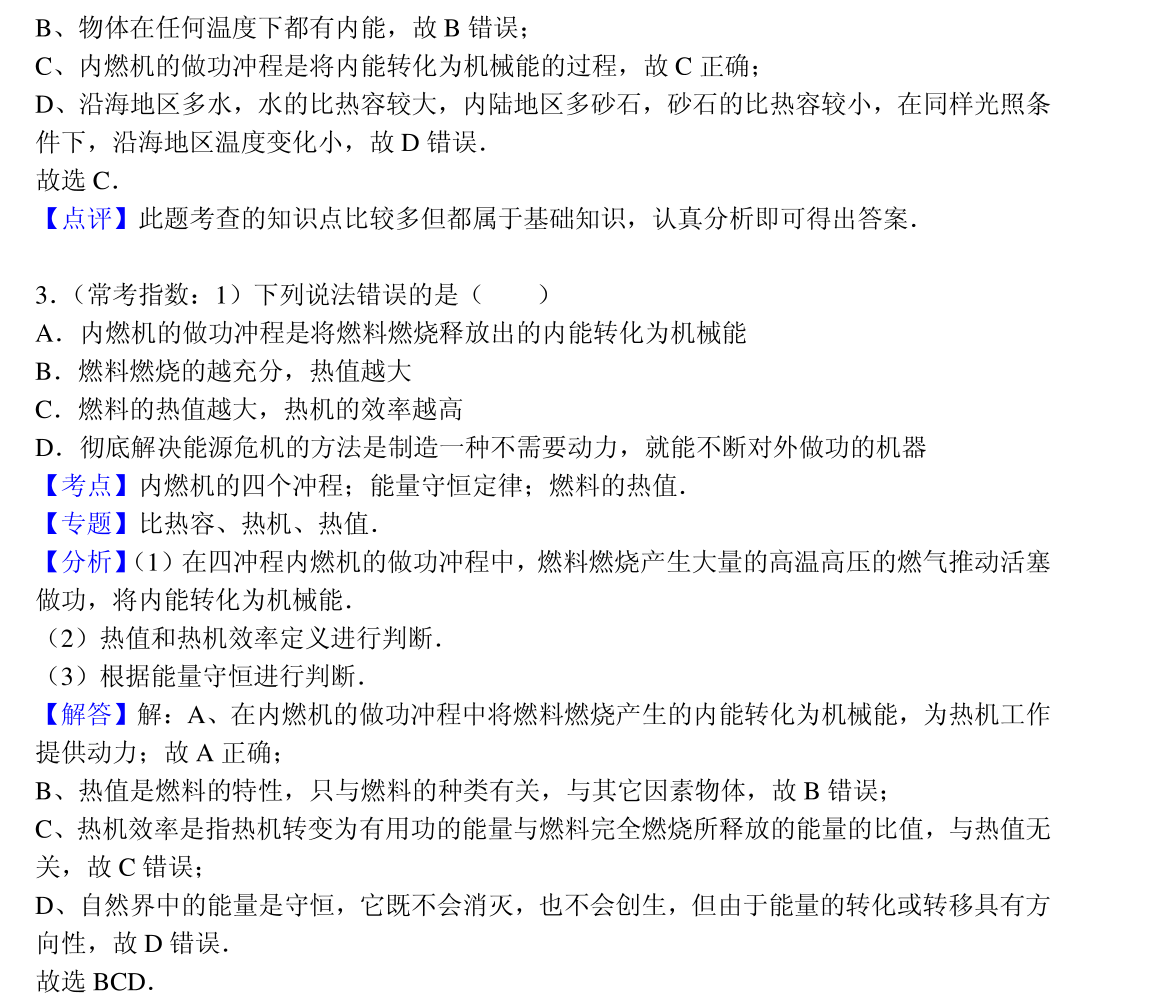 B、物体在任何温度下都有内能，故 B 错误；
C、内燃机的做功冲程是将内能转化为机械能的过程，故 C 正确；
D、沿海地区多水，水的比热容较大，内陆地区多砂石，砂石的比热容较小，在同样光照条
件下，沿海地区温度变化小，故 D 错误．
故选 C．
【点评】此题考查的知识点比较多但都属于基础知识，认真分析即可得出答案．
3．（常考指数：1）下列说法错误的是（　　）
A．内燃机的做功冲程是将燃料燃烧释放出的内能转化为机械能
B．燃料燃烧的越充分，热值越大
C．燃料的热值越大，热机的效率越高
D．彻底解决能源危机的方法是制造一种不需要动力，就能不断对外做功的机器
【考点】内燃机的四个冲程；能量守恒定律；燃料的热值．
【专题】比热容、热机、热值．
【分析】（1）在四冲程内燃机的做功冲程中，燃料燃烧产生大量的高温高压的燃气推动活塞
做功，将内能转化为机械能．
（2）热值和热机效率定义进行判断．
（3）根据能量守恒进行判断．
【解答】解：A、在内燃机的做功冲程中将燃料燃烧产生的内能转化为机械能，为热机工作
提供动力；故 A 正确；
B、热值是燃料的特性，只与燃料的种类有关，与其它因素物体，故 B 错误；
C、热机效率是指热机转变为有用功的能量与燃料完全燃烧所释放的能量的比值，与热值无
关，故 C 错误；
D、自然界中的能量是守恒，它既不会消灭，也不会创生，但由于能量的转化或转移具有方
向性，故 D 错误．
故选 BCD．